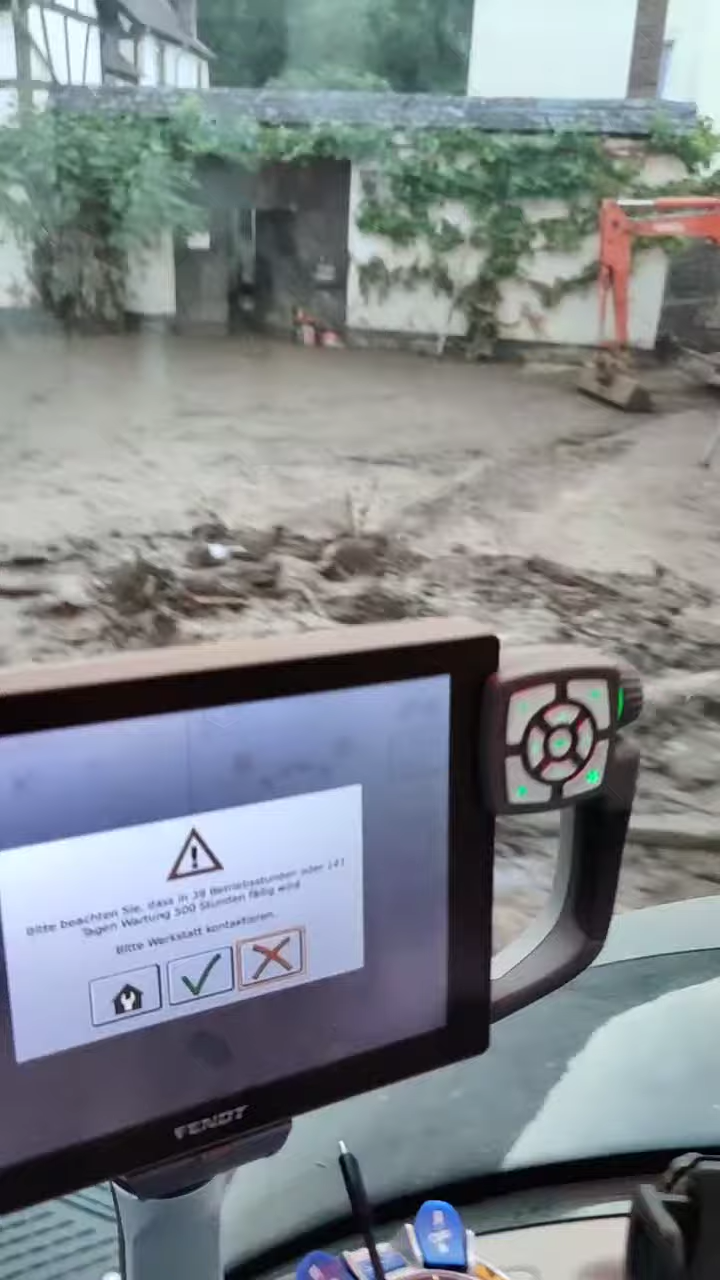 Bitte beachten Sie, dass in 39 Betriebsstunden oder 141
Tagen Wartung 500 Stunden fällig wird
Bitte Werkstatt kontaktieren.
FENDT